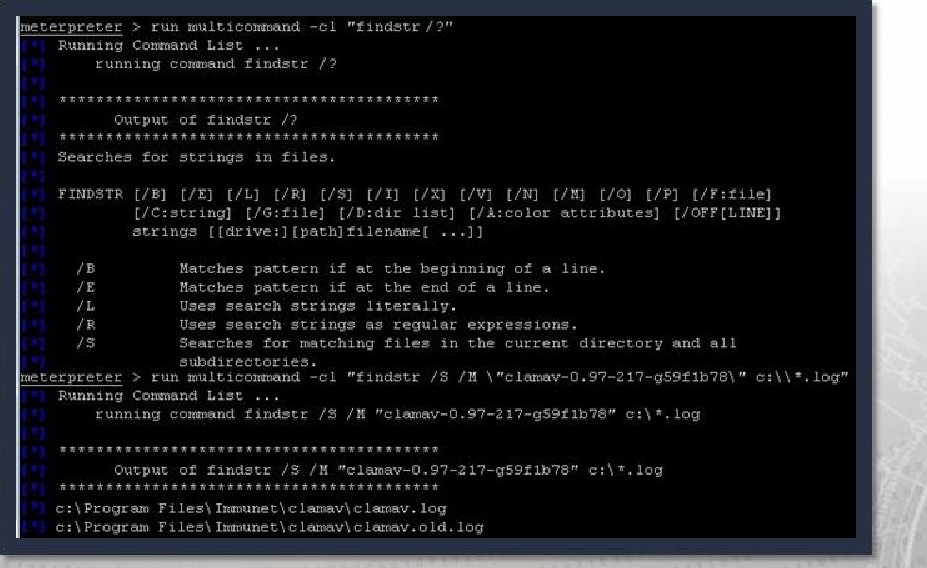 meterpreter > run multicommand -cl "findstr /?"
[*] Running Command List ...
[*] running command findstr /?
[*]
[*] *****************************************
[*] Output of findstr /?
[*] *****************************************
[*] Searches for strings in files.
[*]
[*] FINDSTR [/B] [/E] [/L] [/R] [/S] [/I] [/X] [/V] [/N] [/M] [/O] [/P] [/F:file]
[*] [/C:string] [/G:file] [/D:dir list] [/A:color attributes] [/OFF[LINE]]
[*] strings [[drive:][path]filename[ ...]]
[*]
[*] /B Matches pattern if at the beginning of a line.
[*] /E Matches pattern if at the end of a line.
[*] /L Uses search strings literally.
[*] /R Uses search strings as regular expressions.
[*] /S Searches for matching files in the current directory and all
[*] subdirectories.
meterpreter > run multicommand -cl "findstr /S /M \"clamav-0.97-217-g59f1b78\" c:\\*.log"
[*] Running Command List ...
[*] running command findstr /S /M "clamav-0.97-217-g59f1b78" c:\*.log
[*]
[*] *****************************************
[*] Output of findstr /S /M "clamav-0.97-217-g59f1b78" c:\*.log
[*] *****************************************
[*] c:\Program Files\Immunet\clamav\clamav.log
[*] c:\Program Files\Immunet\clamav\clamav.old.log